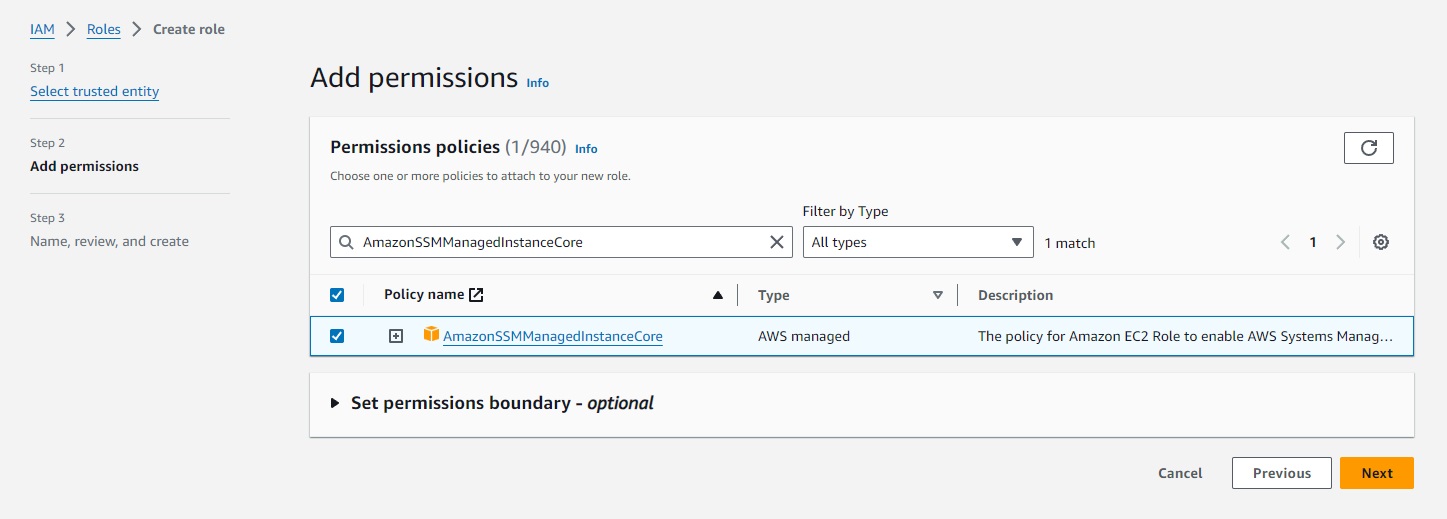 IAM > Roles > Create role
Step 1
Select trusted entity
Step 2
Add permissions
Step 3
Name, review, and create
Add permissions Info
Permissions policies (1/940) Info
Choose one or more policies to attach to your new role.
Filter by Type
AmazonSSMManagedInstanceCore All types 1 match 1
Policy name Type Description
AmazonSSMManagedInstanceCore AWS managed The policy for Amazon EC2 Role to enable AWS Systems Manag...
Set permissions boundary - optional
Cancel Previous Next